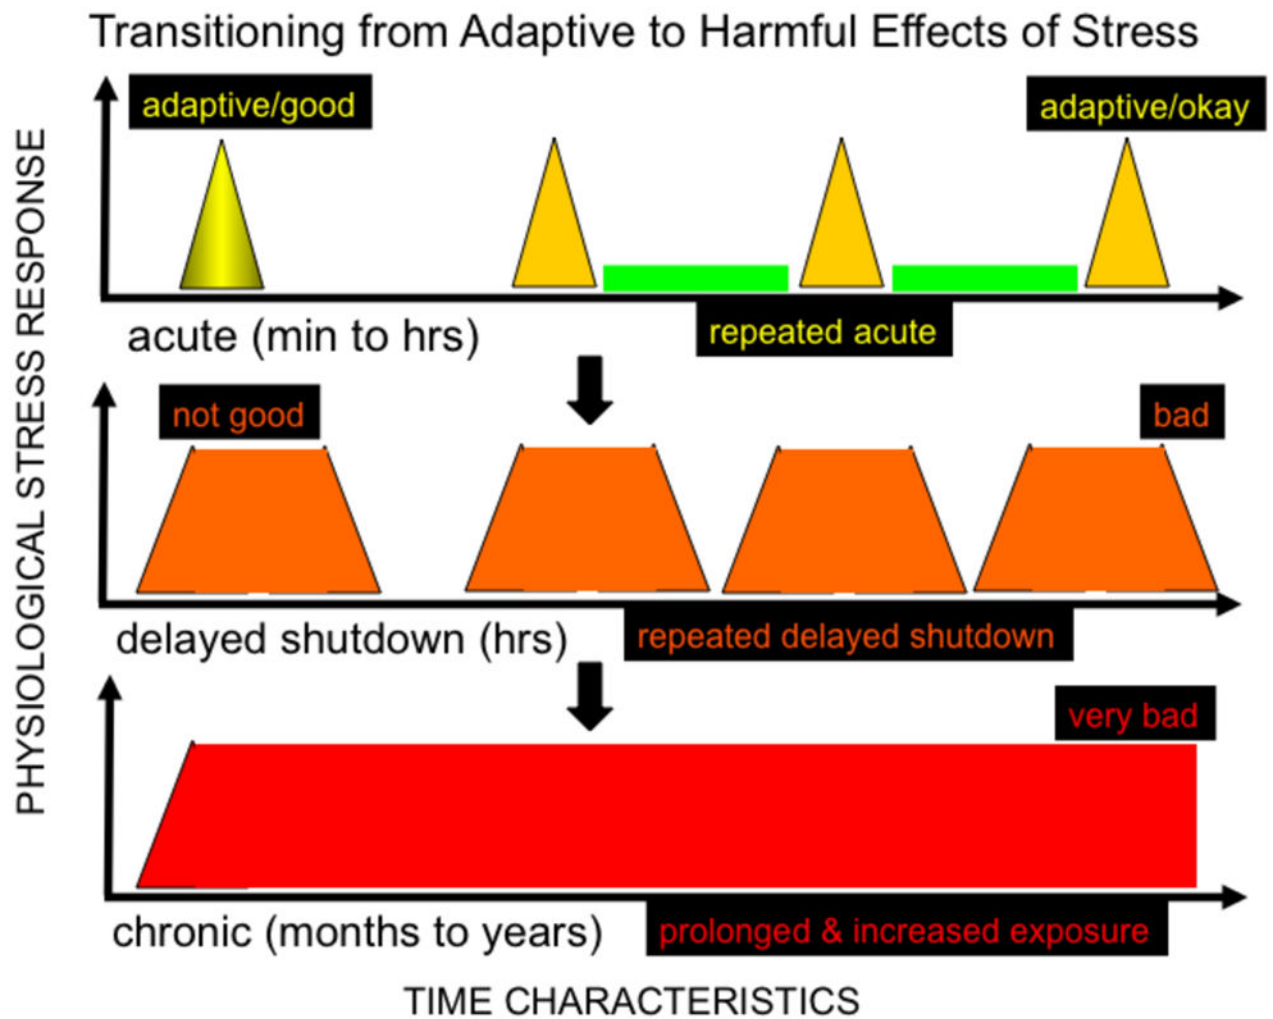 Transitioning from Adaptive to Harmful Effects of Stress
PHYSIOLOGICAL STRESS RESPONSE
adaptive/good
adaptive/okay
acute (min to hrs)
repeated acute
not good
bad
delayed shutdown (hrs)
repeated delayed shutdown
very bad
chronic (months to years)
prolonged & increased exposure
TIME CHARACTERISTICS